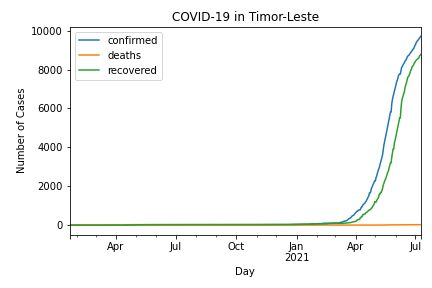 COVID-19 in Timor-Leste
confirmed
deaths
recovered
Number of Cases
10000
8000
6000
4000
2000
0
Apr
Jul
Oct
Jan
2021
Apr
Jul
Day